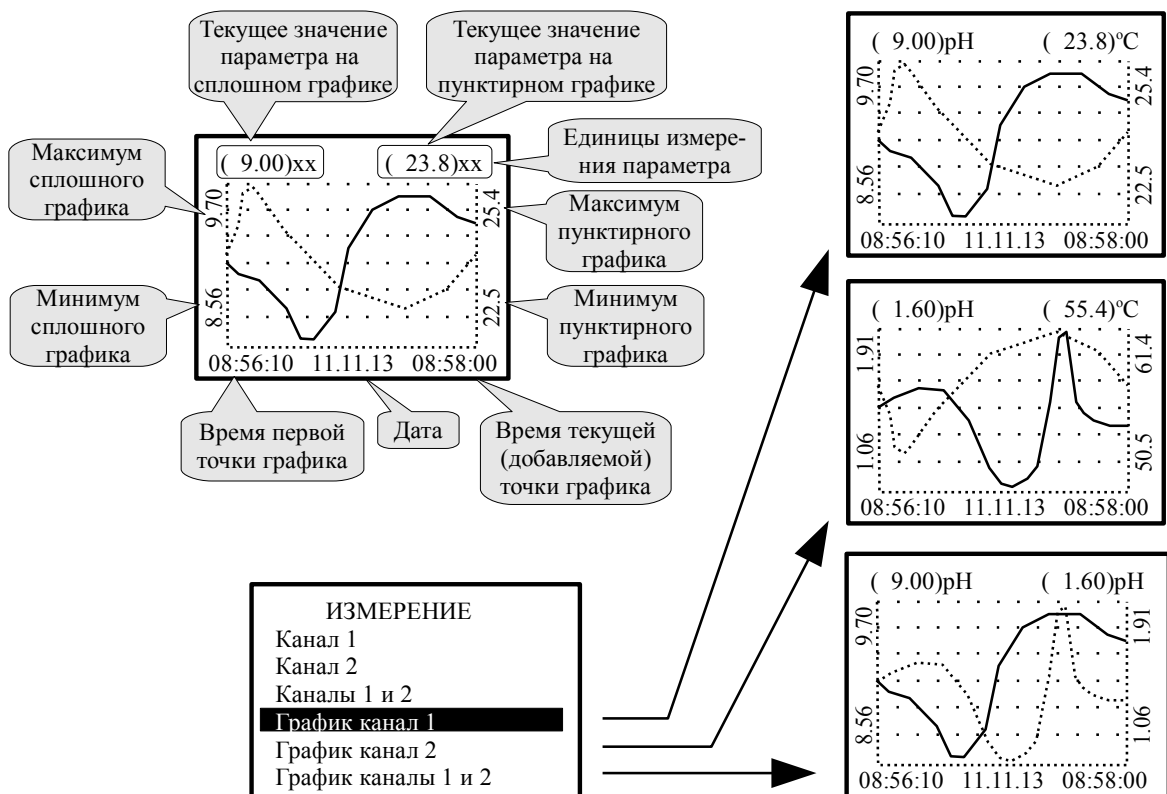 Текущее значение
параметра на
сплошном графике
Текущее значение
параметра на
пунктирном графике
Единицы измере-
ния параметра
Максимум
сплошного
графика
Максимум
пунктирного
графика
Минимум
сплошного
графика
Минимум
пунктирного
графика
( 9.00)xx ( 23.8)xx
9.70
25.4
8.56
22.5
08:56:10 11.11.13 08:58:00
Время первой
точки графика
Дата
Время текущей
(добавляемой)
точки графика
( 9.00)pH ( 23.8)ºC
9.70
25.4
8.56
22.5
08:56:10 11.11.13 08:58:00
( 1.60)pH ( 55.4)ºC
1.91
61.4
1.06
50.5
08:56:10 11.11.13 08:58:00
ИЗМЕРЕНИЕ
Канал 1
Канал 2
Каналы 1 и 2
График канал 1
График канал 2
График каналы 1 и 2
( 9.00)pH ( 1.60)pH
9.70
1.91
8.56
1.06
08:56:10 11.11.13 08:58:00